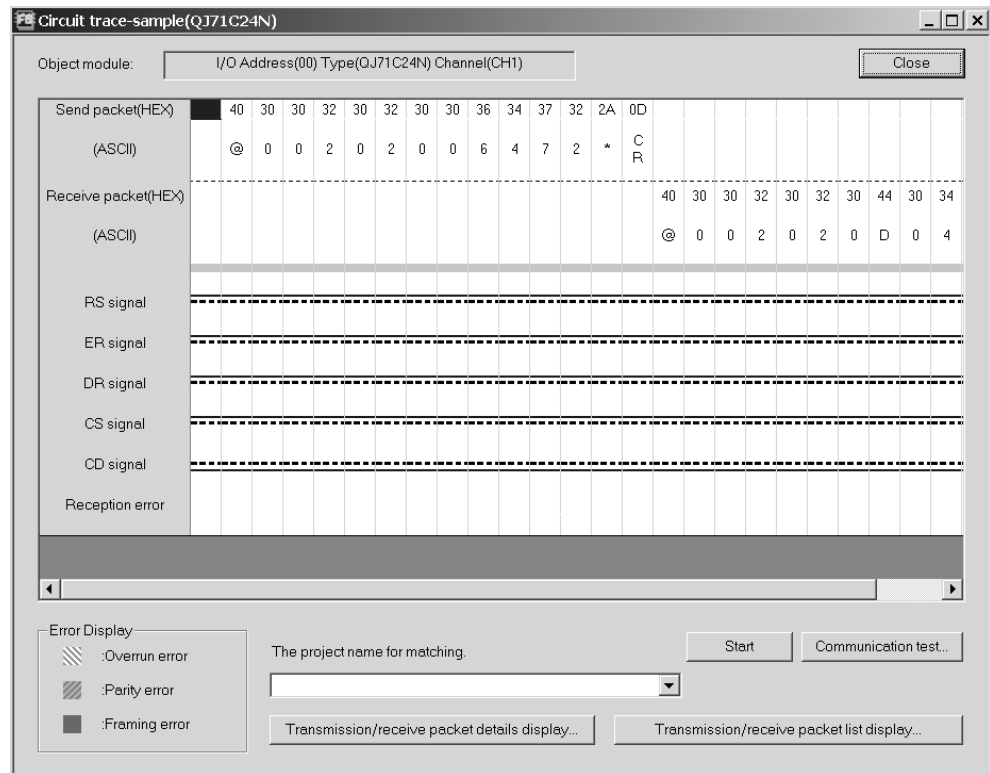 FB Circuit trace-sample(QJ71C24N)
Object module: I/O Address(00) Type(QJ71C24N) Channel(CH1) Close
Send packet(HEX) 40 30 30 32 30 32 30 30 36 34 37 32 2A 0D
(ASCII) @ 0 0 2 0 2 0 0 6 4 7 2 * CR
Receive packet(HEX) 40 30 30 32 30 32 30 44 30 34
(ASCII) @ 0 0 2 0 2 0 D 0 4
RS signal
ER signal
DR signal
CS signal
CD signal
Reception error
Error Display
:Overrun error
:Parity error
:Framing error
The project name for matching.
Start Communication test...
Transmission/receive packet details display... Transmission/receive packet list display...